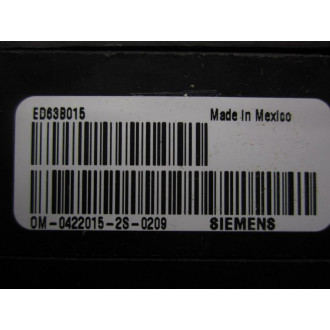 ED63B015 Made in Mexico
OM-0422015-2S-0209 SIEMENS